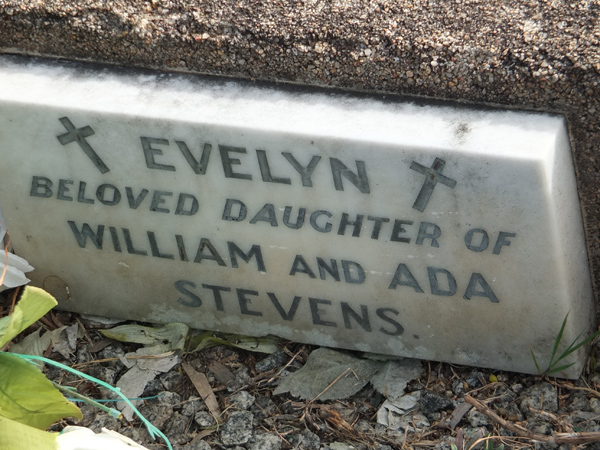 EVELYN
BELOVED DAUGHTER OF
WILLIAM AND ADA
STEVENS.